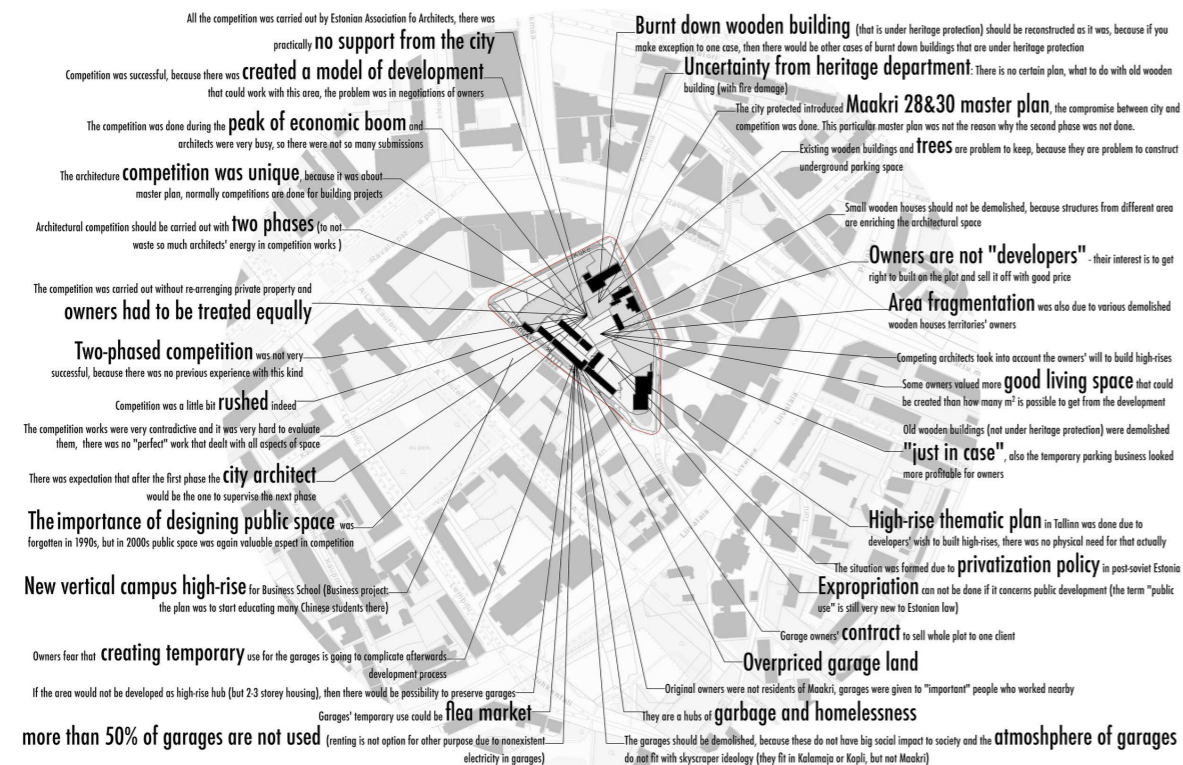 All the competition was carried out by Estonian Association fo Architects, there was
practically no support from the city
Competition was successful, because there was created a model of development
that could work with this area, the problem was in negotiations of owners
The competition was done during the peak of economic boom and
architects were very busy, so there were not so many submissions
The architecture competition was unique, because it was about
master plan, normally competitions are done for building projects
Architectural competition should be carried out with two phases (to not
waste so much architects' energy in competition works )
The competition was carried out without re-arrenging private property and
owners had to be treated equally
Two-phased competition was not very
successful, because there was no previous experience with this kind
Competition was a little bit rushed indeed
The competition works were very contradictive and it was very hard to evaluate
them, there was no "perfect" work that dealt with all aspects of space
There was expectation that after the first phase the city architect
would be the one to supervise the next phase
The importance of designing public space was
forgotten in 1990s, but in 2000s public space was again valuable aspect in competition
New vertical campus high-rise for Business School (Business project:
the plan was to start educating many Chinese students there)
Owners fear that creating temporary use for the garages is going to complicate afterwards
development process
If the area would not be developed as high-rise hub (but 2-3 storey housing), then there would be possibility to preserve garages
Garages' temporary use could be flea market
more than 50% of garages are not used (renting is not option for other purpose due to nonexistent
electricity in garages)
Burnt down wooden building (that is under heritage protection) should be reconstructed as it was, because if you
make exception to one case, then there would be other cases of burnt down buildings that are under heritage protection
Uncertainty from heritage department: There is no certain plan, what to do with old wooden
building (with fire damage)
The city protected introduced Maakri 28&30 master plan, the compromise between city and
competition was done. This particular master plan was not the reason why the second phase was not done.
Existing wooden buildings and trees are problem to keep, because they are problem to construct
underground parking space
Small wooden houses should not be demolished, because structures from different area
are enriching the architectural space
Owners are not "developers" - their interest is to get
right to built on the plot and sell it off with good price
Area fragmentation was also due to various demolished
wooden houses territories' owners
Competing architects took into account the owners' will to build high-rises
Some owners valued more good living space that could
be created than how many m² is possible to get from the development
Old wooden buildings (not under heritage protection) were demolished
"just in case", also the temporary parking business looked
more profitable for owners
High-rise thematic plan in Tallinn was done due to
developers' wish to built high-rises, there was no physical need for that actually
The situation was formed due to privatization policy in post-soviet Estonia
Expropriation can not be done if it concerns public development (the term "public
use" is still very new to Estonian law)
Garage owners' contract to sell whole plot to one client
Overpriced garage land
Original owners were not residents of Maakri, garages were given to "important" people who worked nearby
They are a hubs of garbage and homelessness
The garages should be demolished, because these do not have big social impact to society and the atmoshphere of garages
do not fit with skyscraper ideology (they fit in Kalamaja or Kopli, but not Maakri)